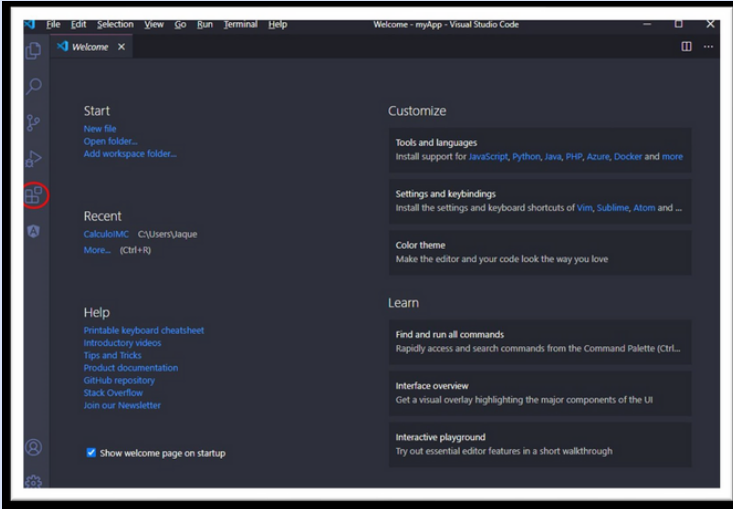 File Edit Selection View Go Run Terminal Help
Welcome - myApp - Visual Studio Code
Welcome
Start
New file
Open folder...
Add workspace folder...
Recent
CalculoIMC C:\Users\Jaque
More... (Ctrl+R)
Help
Printable keyboard cheatsheet
Introductory videos
Tips and Tricks
Product documentation
GitHub repository
Stack Overflow
Join our Newsletter
Show welcome page on startup
Customize
Tools and languages
Install support for JavaScript, Python, Java, PHP, Azure, Docker and more
Settings and keybindings
Install the settings and keyboard shortcuts of Vim, Sublime, Atom and ...
Color theme
Make the editor and your code look the way you love
Learn
Find and run all commands
Rapidly access and search commands from the Command Palette (Ctrl...
Interface overview
Get a visual overlay highlighting the major components of the UI
Interactive playground
Try out essential editor features in a short walkthrough